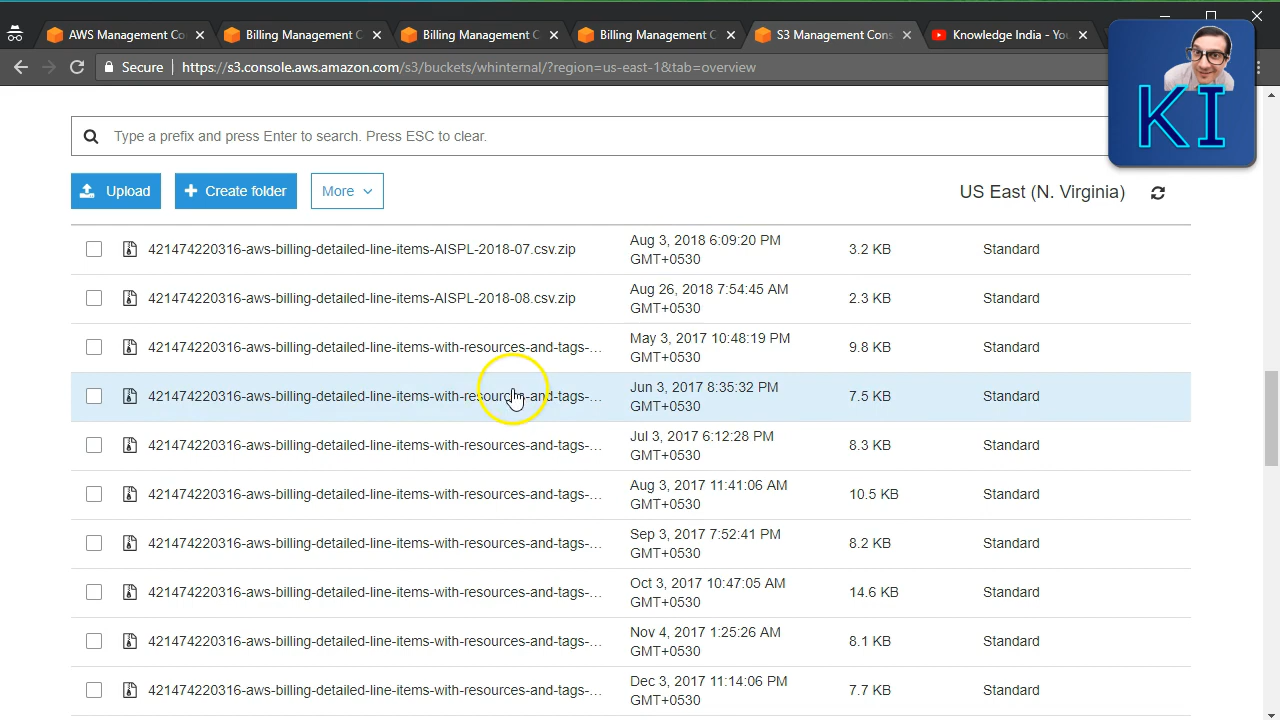 AWS Management Co
Billing Management C
Billing Management C
Billing Management C
S3 Management Cons
Knowledge India - You
Secure https://s3.console.aws.amazon.com/s3/buckets/whinternal/?region=us-east-1&tab=overview
KI
Type a prefix and press Enter to search. Press ESC to clear.
Upload Create folder More US East (N. Virginia)
421474220316-aws-billing-detailed-line-items-AISPL-2018-07.csv.zip Aug 3, 2018 6:09:20 PM 3.2 KB Standard
GMT+0530
421474220316-aws-billing-detailed-line-items-AISPL-2018-08.csv.zip Aug 26, 2018 7:54:45 AM 2.3 KB Standard
GMT+0530
421474220316-aws-billing-detailed-line-items-with-resources-and-tags-... May 3, 2017 10:48:19 PM 9.8 KB Standard
GMT+0530
421474220316-aws-billing-detailed-line-items-with-resources-and-tags-... Jun 3, 2017 8:35:32 PM 7.5 KB Standard
GMT+0530
421474220316-aws-billing-detailed-line-items-with-resources-and-tags-... Jul 3, 2017 6:12:28 PM 8.3 KB Standard
GMT+0530
421474220316-aws-billing-detailed-line-items-with-resources-and-tags-... Aug 3, 2017 11:41:06 AM 10.5 KB Standard
GMT+0530
421474220316-aws-billing-detailed-line-items-with-resources-and-tags-... Sep 3, 2017 7:52:41 PM 8.2 KB Standard
GMT+0530
421474220316-aws-billing-detailed-line-items-with-resources-and-tags-... Oct 3, 2017 10:47:05 AM 14.6 KB Standard
GMT+0530
421474220316-aws-billing-detailed-line-items-with-resources-and-tags-... Nov 4, 2017 1:25:26 AM 8.1 KB Standard
GMT+0530
421474220316-aws-billing-detailed-line-items-with-resources-and-tags-... Dec 3, 2017 11:14:06 PM 7.7 KB Standard
GMT+0530